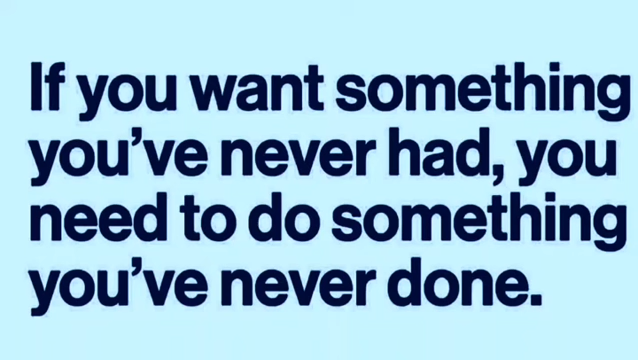 If you want something
you've never had, you
need to do something
you've never done.